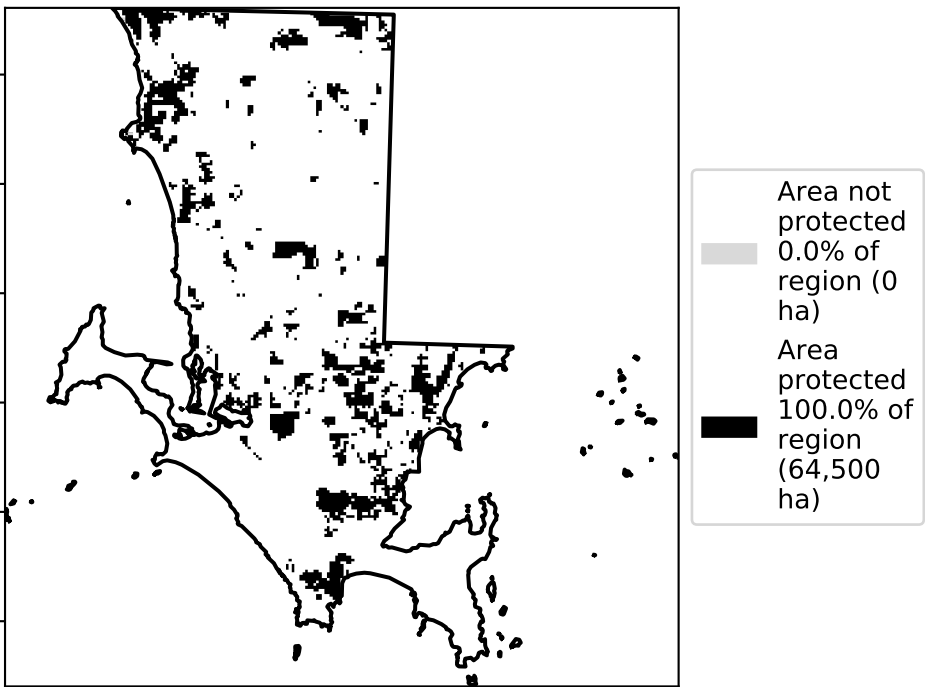 Area not
protected
0.0% of
region (0
ha)
Area
protected
100.0% of
region
(64,500
ha)